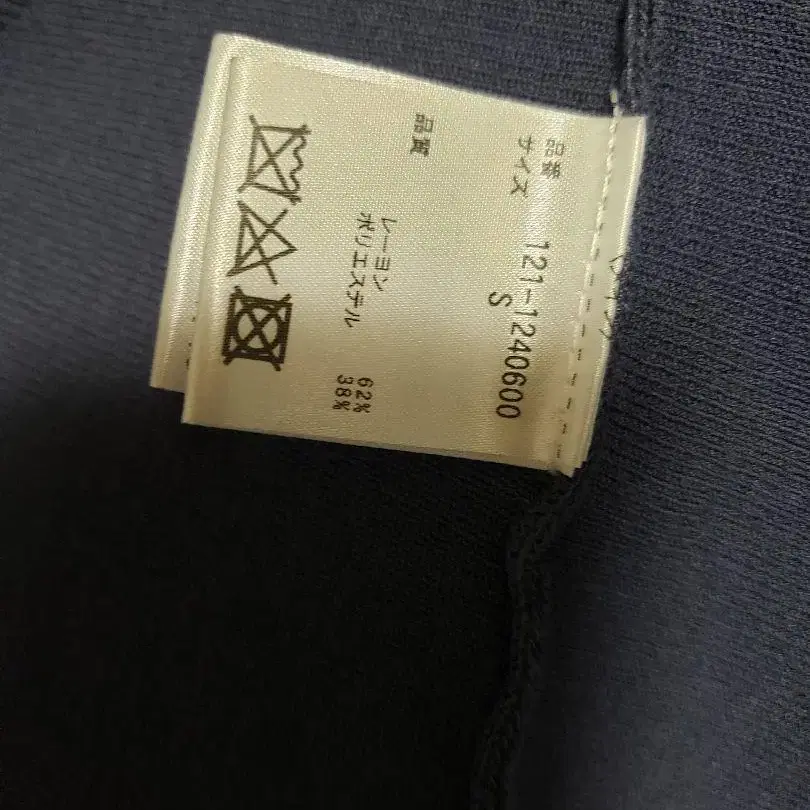 品番 121-1240600
サイズ S
品質
レーヨン 62%
ポリエステル 38%